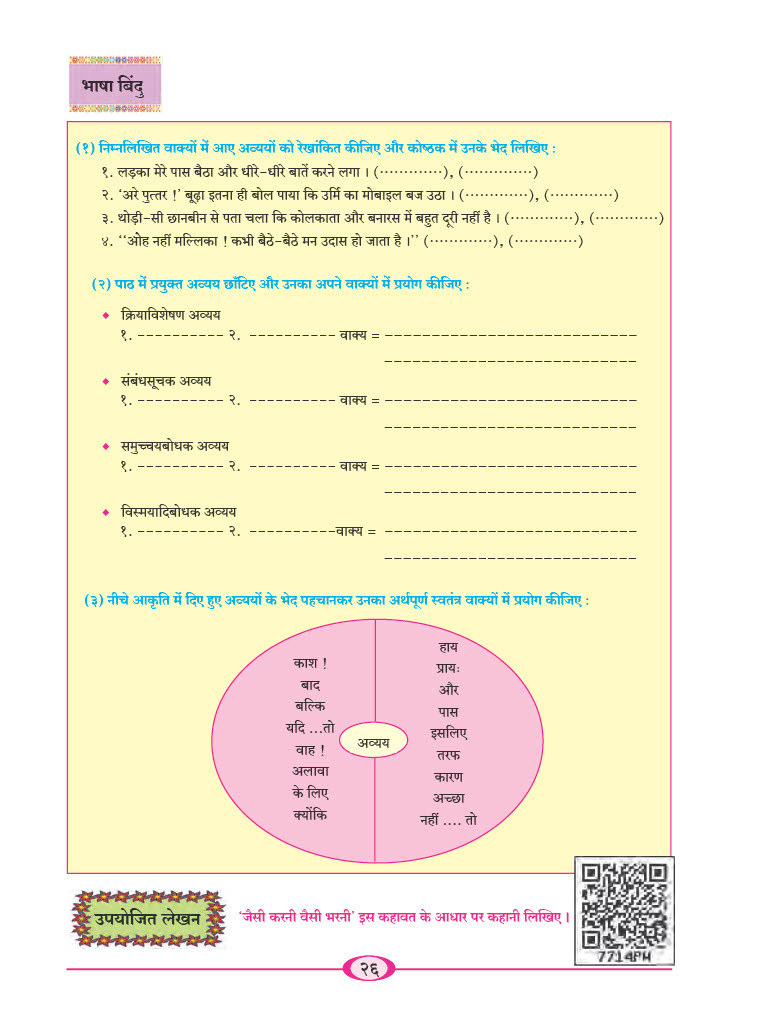 भाषा बिंदु
(१) निम्नलिखित वाक्यों में आए अव्ययों को रेखांकित कीजिए और कोष्ठक में उनके भेद लिखिए :
१. लड़का मेरे पास बैठा और धीरे-धीरे बातें करने लगा । (·············), (··············)
२. ‘अरे पुत्तर !’ बूढ़ा इतना ही बोल पाया कि उर्मि का मोबाइल बज उठा । (·············), (·············)
३. थोड़ी-सी छानबीन से पता चला कि कोलकाता और बनारस में बहुत दूरी नहीं है । (·············), (·············)
४. ‘‘ओह नहीं मल्लिका ! कभी बैठे-बैठे मन उदास हो जाता है ।’’ (·············), (·············)
(२) पाठ में प्रयुक्त अव्यय छाँटिए और उनका अपने वाक्यों में प्रयोग कीजिए :
क्रियाविशेषण अव्यय
१. –––––––––– २. –––––––––– वाक्य = –––––––––––––––––––––––––––
–––––––––––––––––––––––––––
संबंधसूचक अव्यय
१. –––––––––– २. –––––––––– वाक्य = –––––––––––––––––––––––––––
–––––––––––––––––––––––––––
समुच्चयबोधक अव्यय
१. –––––––––– २. –––––––––– वाक्य = –––––––––––––––––––––––––––
–––––––––––––––––––––––––––
विस्मयादिबोधक अव्यय
१. –––––––––– २. ––––––––––वाक्य = –––––––––––––––––––––––––––
–––––––––––––––––––––––––––
(३) नीचे आकृति में दिए हुए अव्ययों के भेद पहचानकर उनका अर्थपूर्ण स्वतंत्र वाक्यों में प्रयोग कीजिए :
काश !
बाद
बल्कि
यदि ...तो
वाह !
अलावा
के लिए
क्योंकि
अव्यय
हाय
प्रायः
और
पास
इसलिए
तरफ
कारण
अच्छा
नहीं .... तो
उपयोजित लेखन
‘जैसी करनी वैसी भरनी’ इस कहावत के आधार पर कहानी लिखिए ।
7714PH
२६